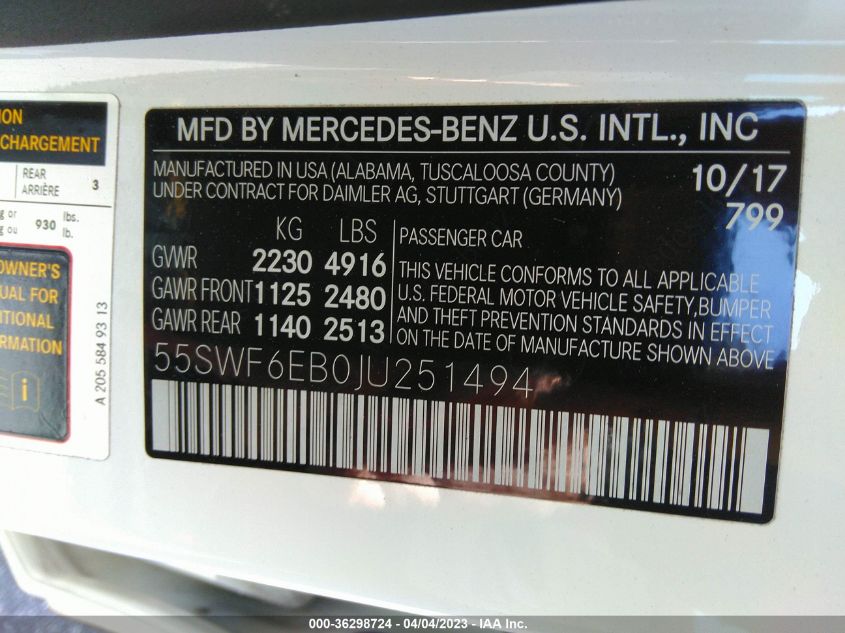 ION
CHARGEMENT
REAR
ARRIÈRE 3
g or 930 lbs.
g ou lb.
OWNER'S
UAL FOR
ITIONAL
RMATION
i
A 205 584 93 13
MFD BY MERCEDES-BENZ U.S. INTL., INC
MANUFACTURED IN USA (ALABAMA, TUSCALOOSA COUNTY) 10/17
UNDER CONTRACT FOR DAIMLER AG, STUTTGART (GERMANY) 799
KG LBS
GVWR 2230 4916
GAWR FRONT 1125 2480
GAWR REAR 1140 2513
PASSENGER CAR
THIS VEHICLE CONFORMS TO ALL APPLICABLE
U.S. FEDERAL MOTOR VEHICLE SAFETY,BUMPER
AND THEFT PREVENTION STANDARDS IN EFFECT
ON THE DATE OF MANUFACTURE SHOWN ABOVE
55SWF6EB0JU251494
000-36298724 - 04/04/2023 - IAA Inc.